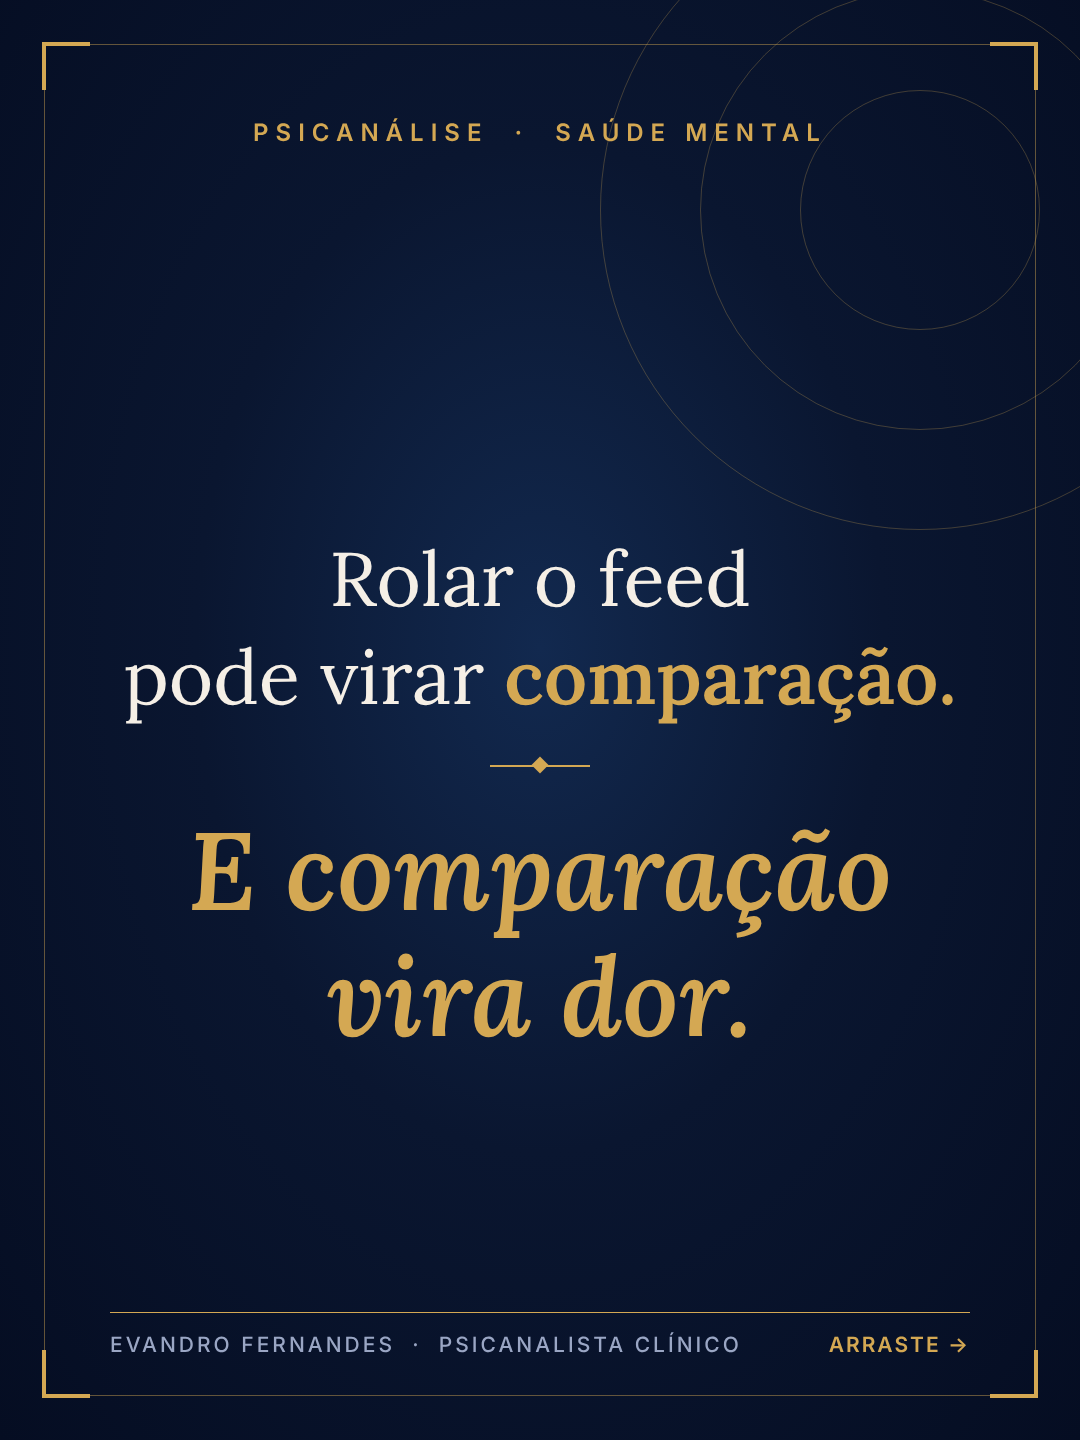 PSICANÁLISE · SAÚDE MENTAL
Rolar o feed
pode virar comparação.
E comparação
vira dor.
EVANDRO FERNANDES · PSICANALISTA CLÍNICO ARRASTE →